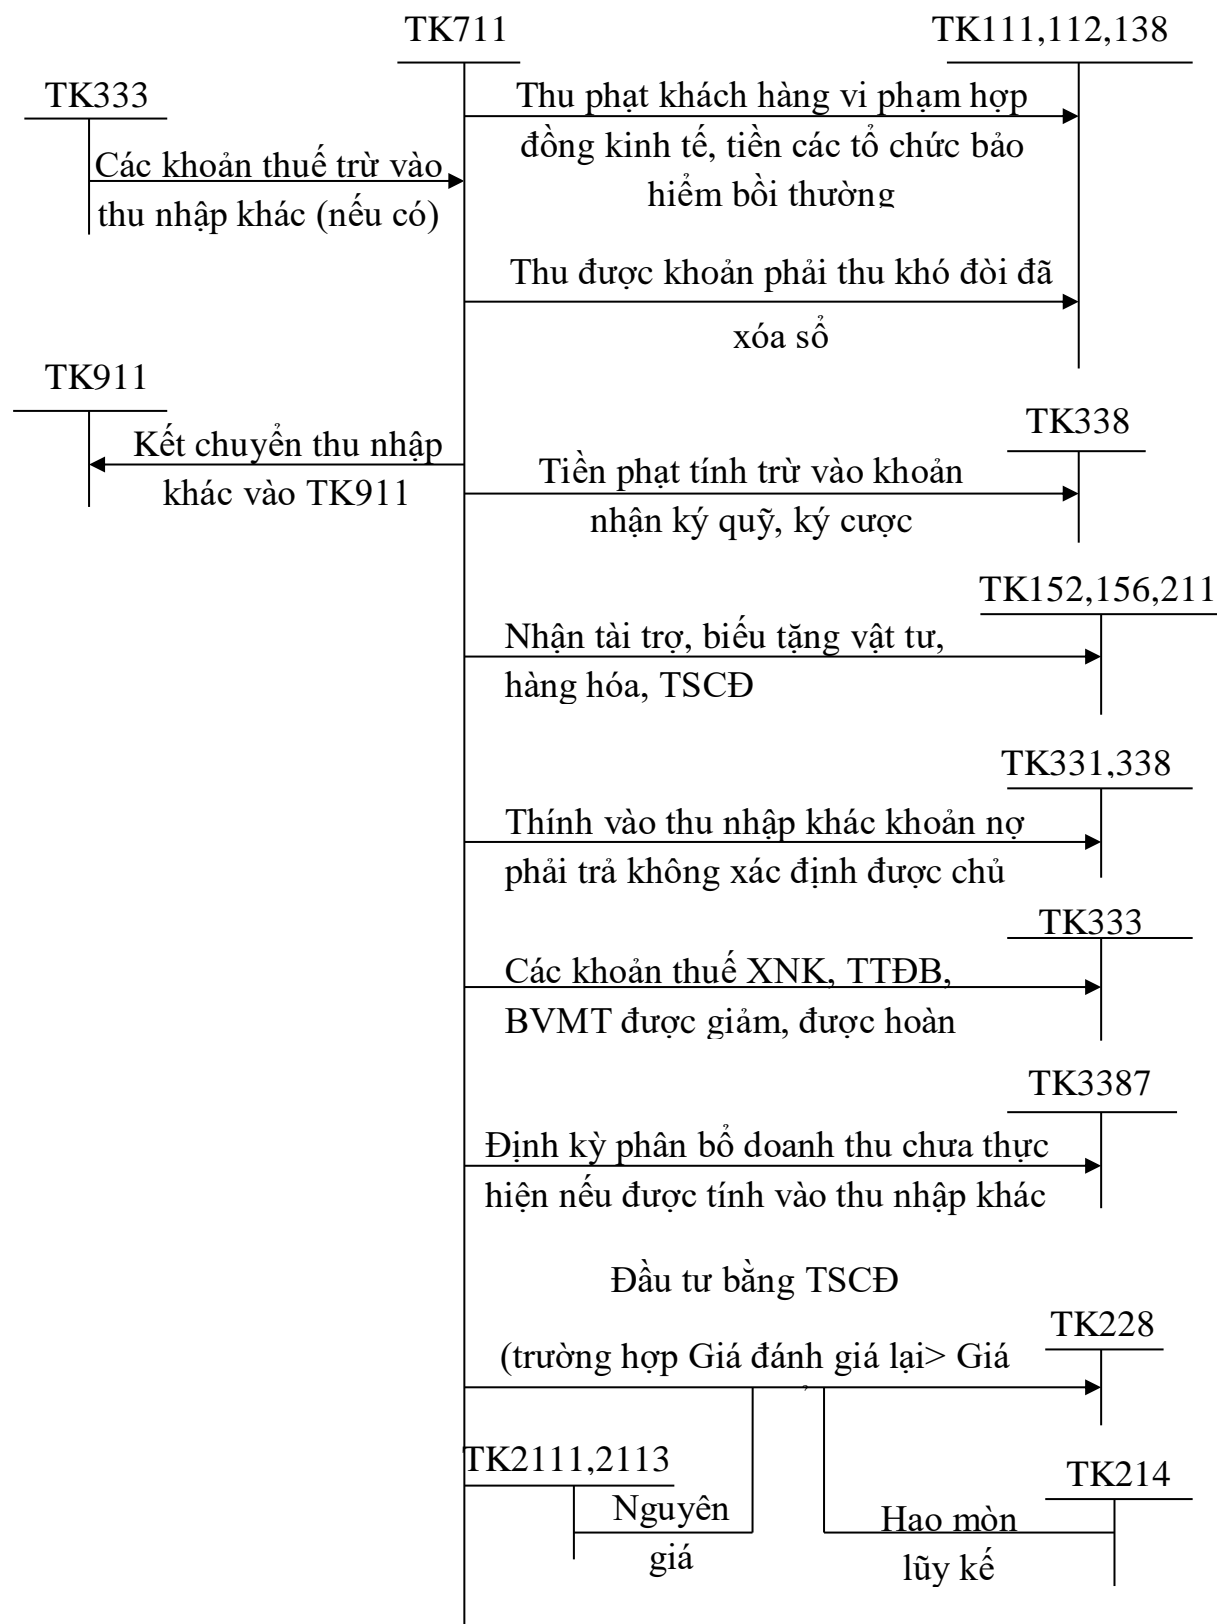 TK711
TK111,112,138
TK333
Thu phạt khách hàng vi phạm hợp
đồng kinh tế, tiền các tổ chức bảo
hiểm bồi thường
Các khoản thuế trừ vào
thu nhập khác (nếu có)
Thu được khoản phải thu khó đòi đã
xóa sổ
TK911
Kết chuyển thu nhập
khác vào TK911
TK338
Tiền phạt tính trừ vào khoản
nhận ký quỹ, ký cược
TK152,156,211
Nhận tài trợ, biếu tặng vật tư,
hàng hóa, TSCĐ
TK331,338
Thính vào thu nhập khác khoản nợ
phải trả không xác định được chủ
TK333
Các khoản thuế XNK, TTĐB,
BVMT được giảm, được hoàn
TK3387
Định kỳ phân bổ doanh thu chưa thực
hiện nếu được tính vào thu nhập khác
Đầu tư bằng TSCĐ
TK228
(trường hợp Giá đánh giá lại> Giá
TK2111,2113
Nguyên
giá
TK214
Hao mòn
lũy kế